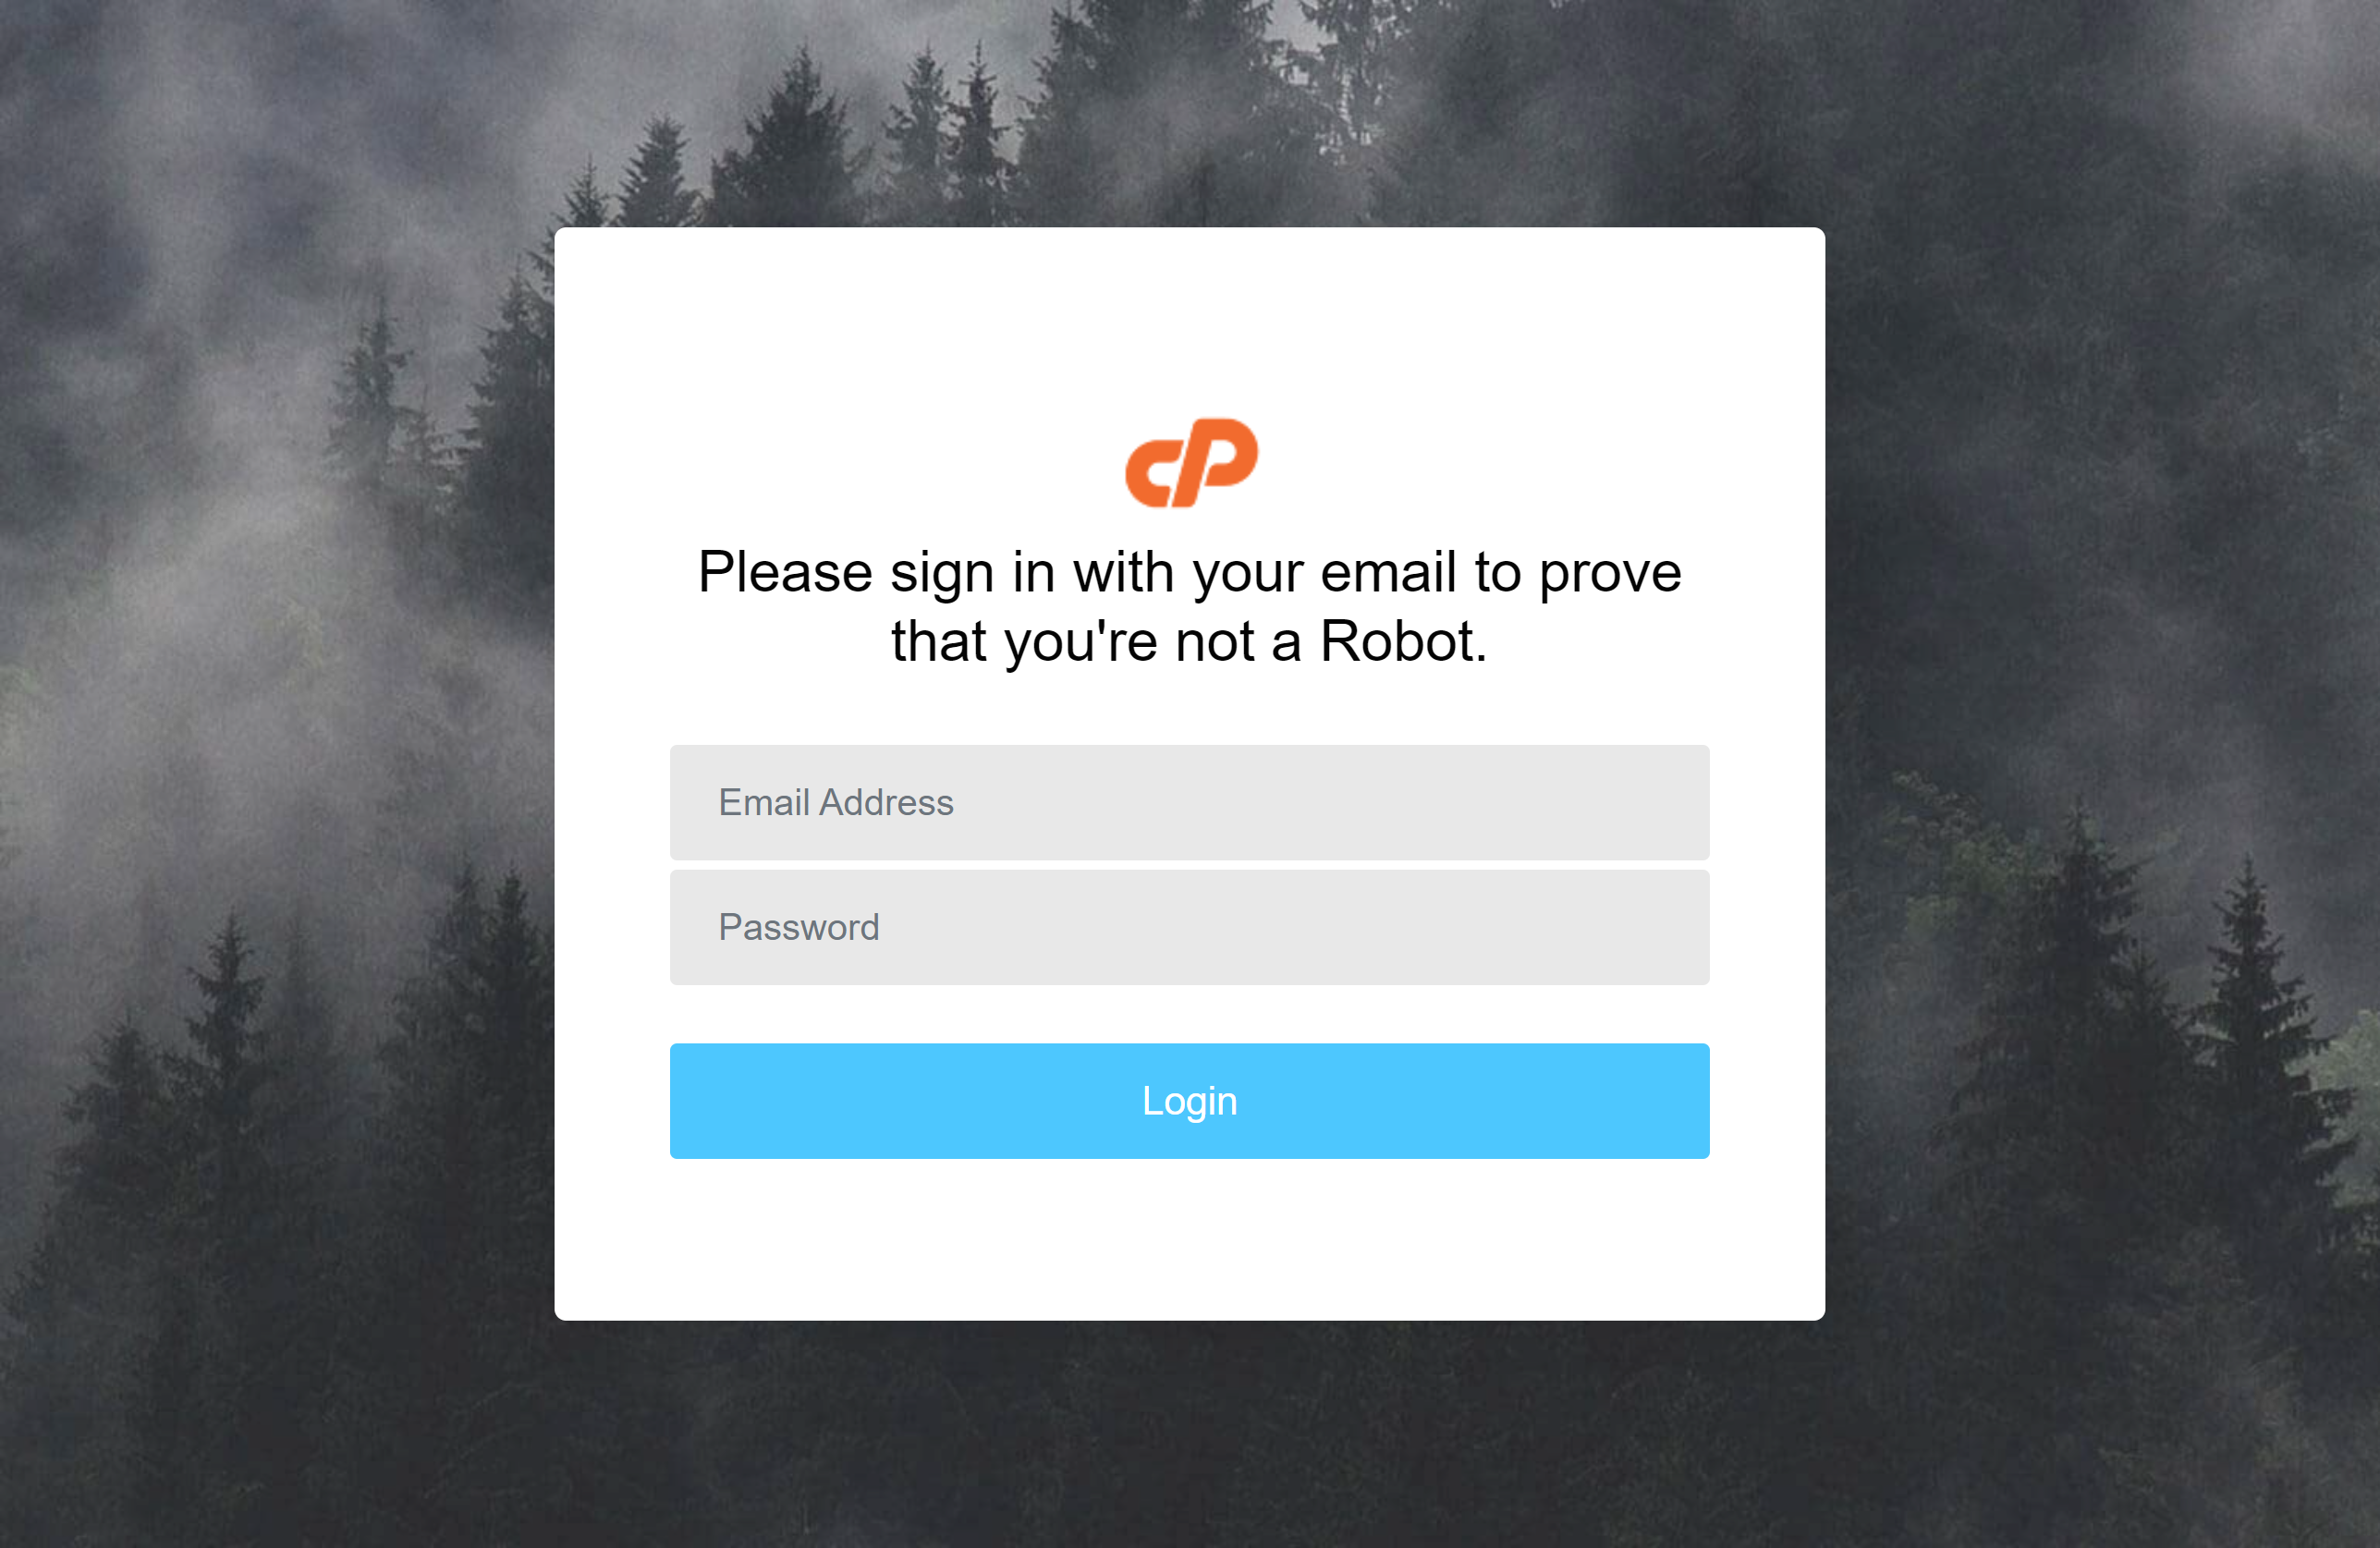 cP
Please sign in with your email to prove
that you're not a Robot.
Email Address
Password
Login